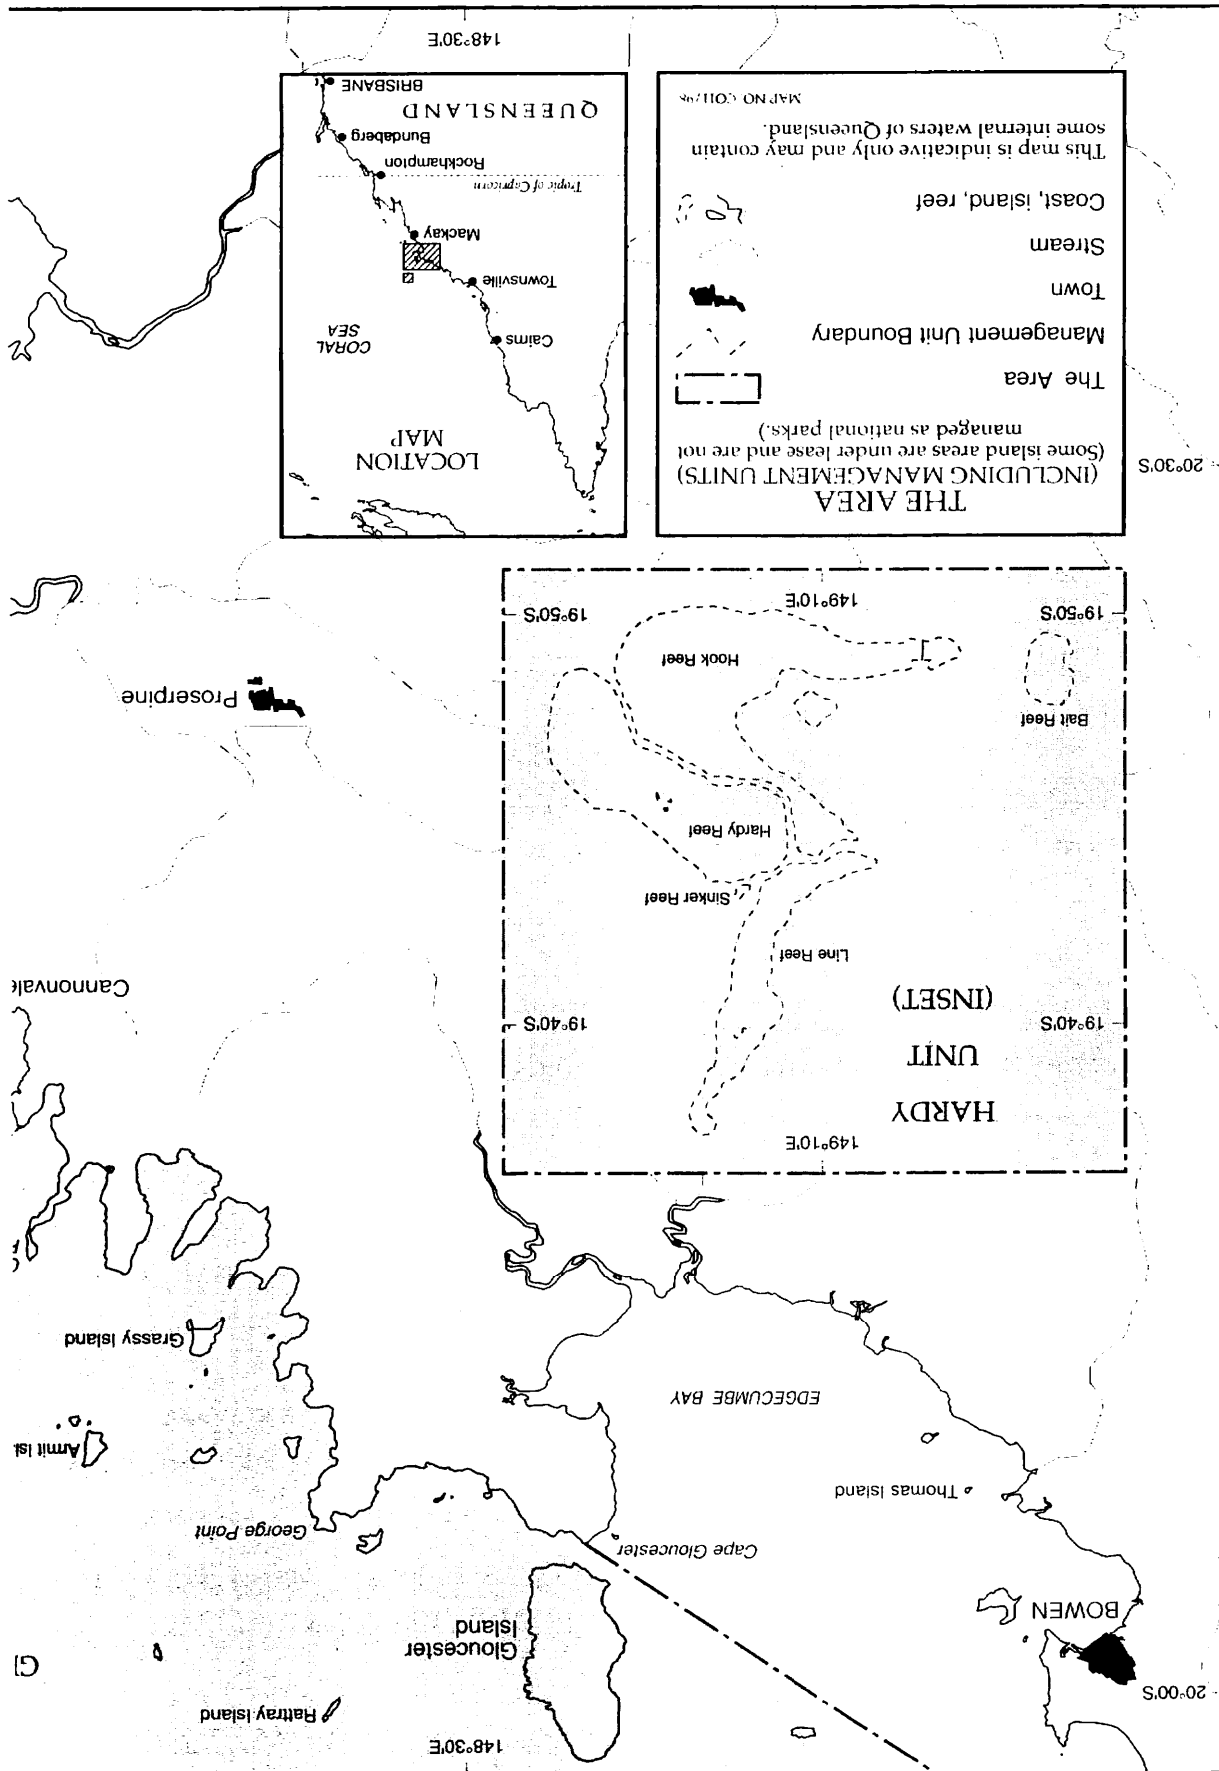 148°30'E
20°00'S
BOWEN
Rattray Island
Gloucester
Island
Cape Gloucester
Thomas Island
George Point
Armit Isl
EDGECUMBE BAY
Grassy Island
149°10'E
HARDY
UNIT
(INSET)
19°40'S
19°40'S
Line Reef
Sinker Reef
Hardy Reef
Bait Reef
Hook Reef
19°50'S
149°10'E
19°50'S
Cannonvale
Proserpine
20°30'S
THE AREA
(INCLUDING MANAGEMENT UNITS)
(Some island areas are under lease and are not
managed as national parks.)
The Area
Management Unit Boundary
Town
Stream
Coast, island, reef
This map is indicative only and may contain
some internal waters of Queensland.
LOCATION
MAP
Cairns
CORAL
SEA
Townsville
Mackay
Tropic of Capricorn
Rockhampton
Bundaberg
QUEENSLAND
BRISBANE
148°30'E